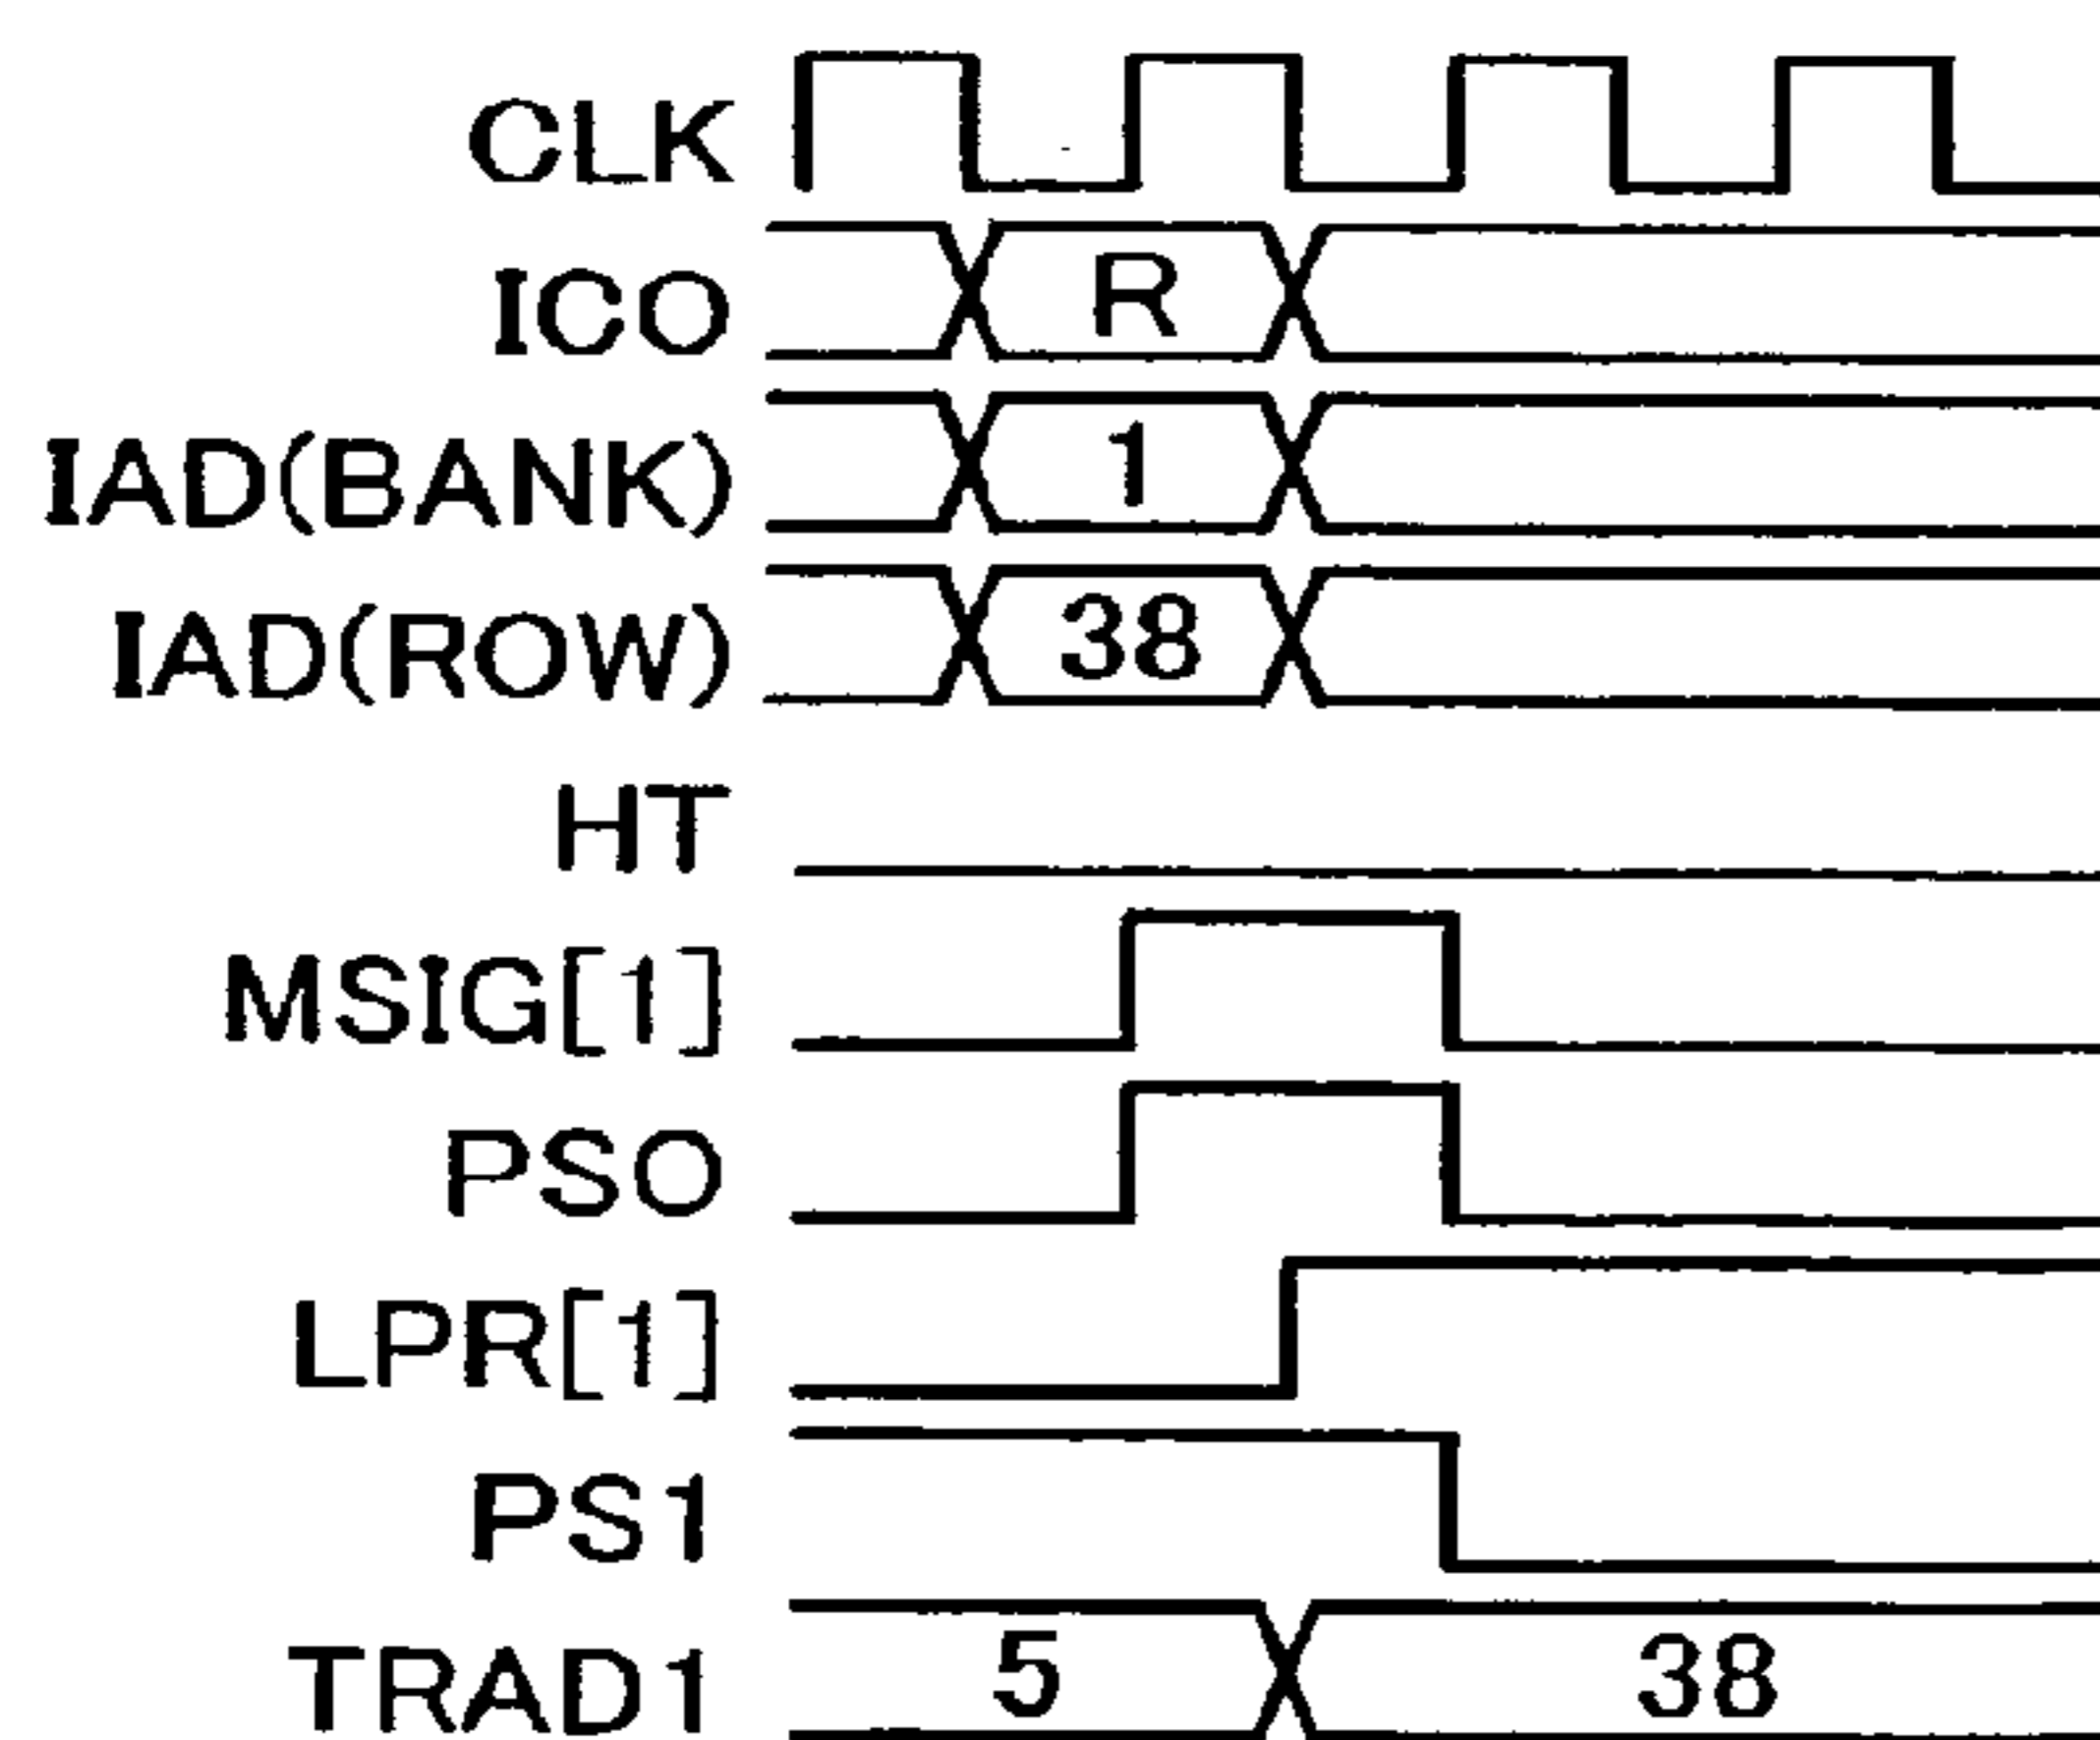 CLK
ICO R
IAD(BANK) 1
IAD(ROW) 38
HT
MSIG[1]
PSO
LPR[1]
PS1
TRAD1 5 38